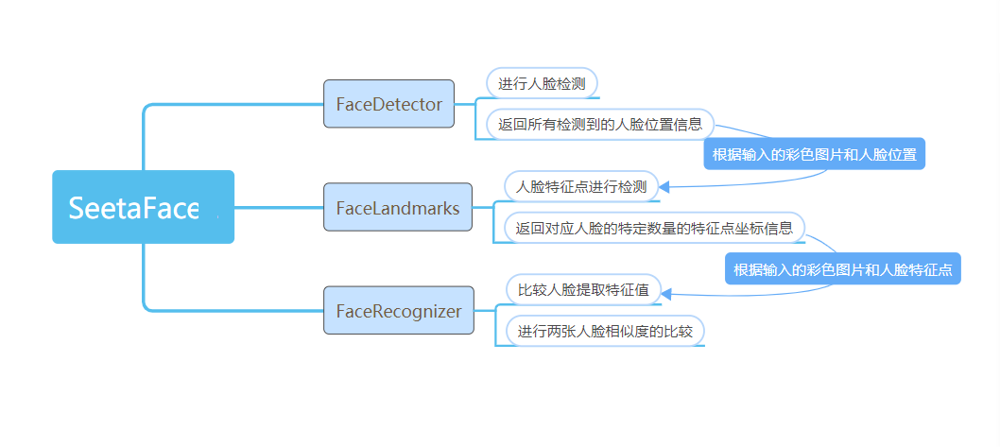 SeetaFace
FaceDetector
进行人脸检测
返回所有检测到的人脸位置信息
根据输入的彩色图片和人脸位置
FaceLandmarks
人脸特征点进行检测
返回对应人脸的特定数量的特征点坐标信息
根据输入的彩色图片和人脸特征点
FaceRecognizer
比较人脸提取特征值
进行两张人脸相似度的比较